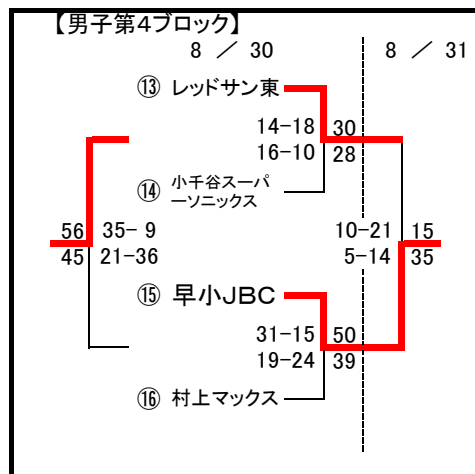 【男子第4ブロック】
8 ／ 30
8 ／ 31
⑬ レッドサン東
14-18 30
16-10 28
⑭ 小千谷スーパ
ーソニックス
56 35- 9
45 21-36
10-21 15
5-14 35
⑮ 早小JBC
31-15 50
19-24 39
⑯ 村上マックス